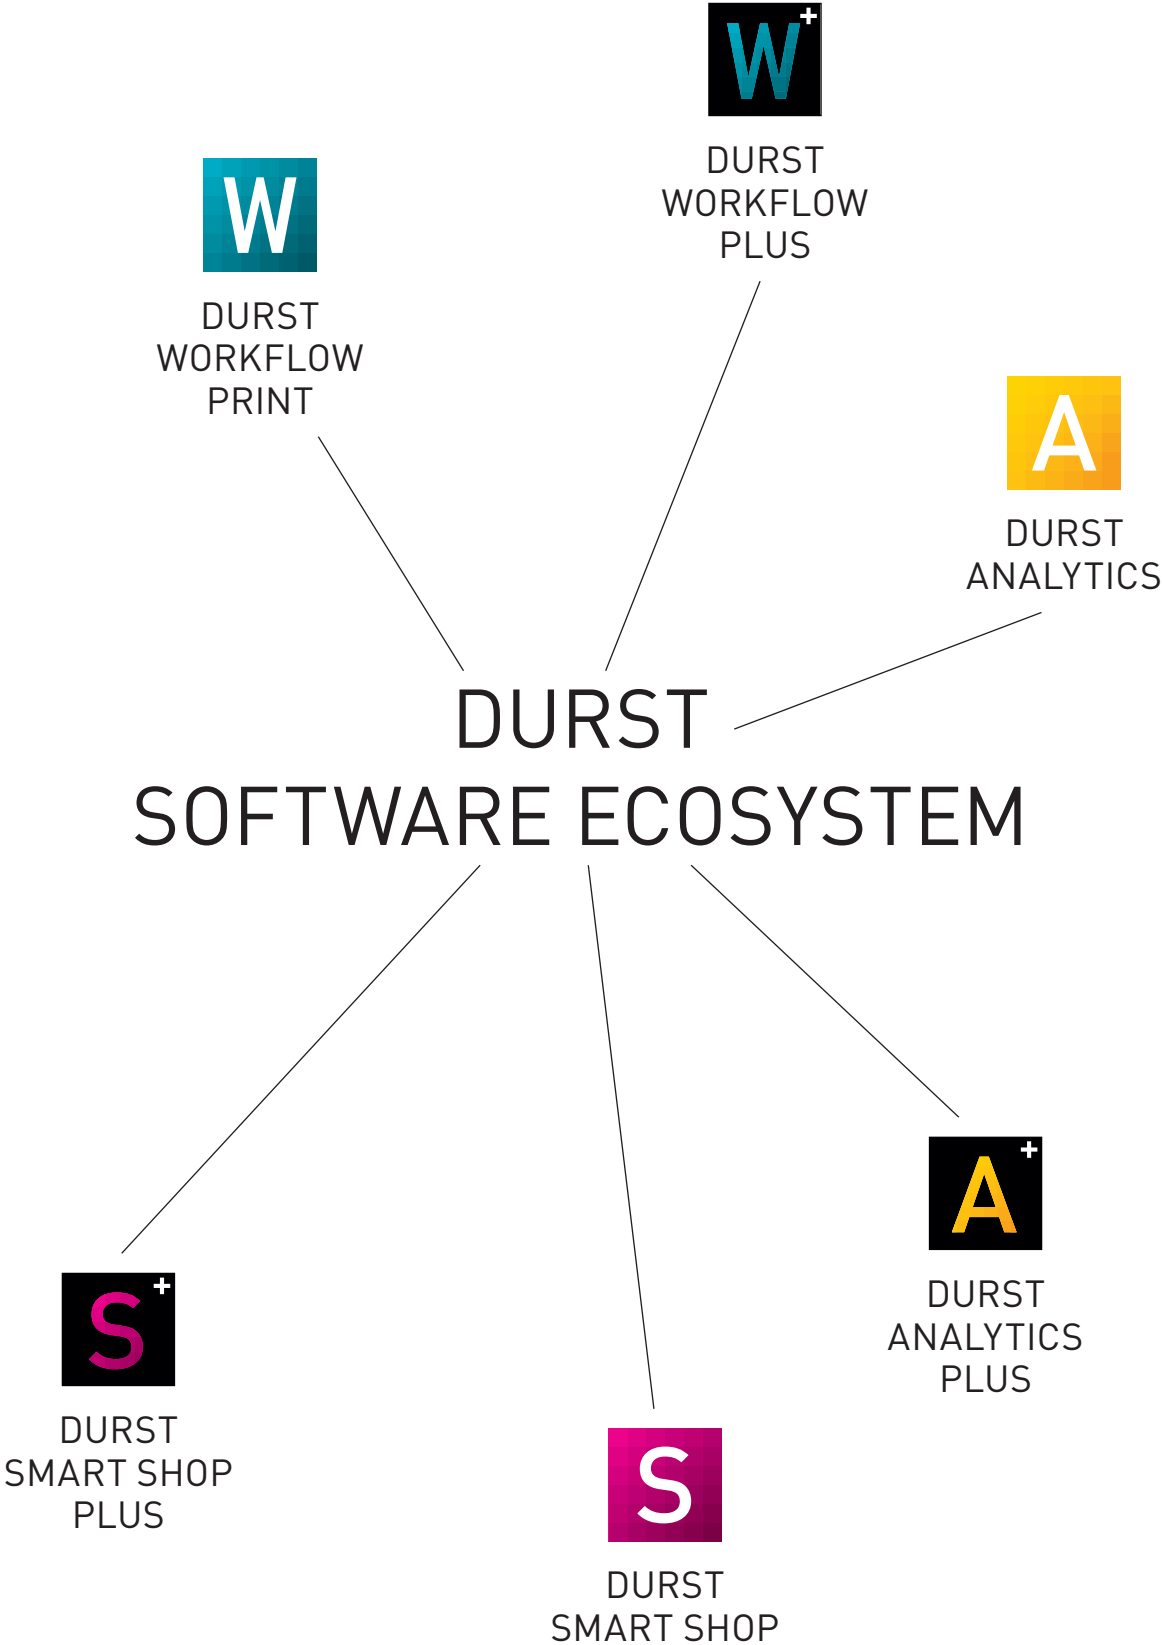 W+
DURST
WORKFLOW
PLUS
W
DURST
WORKFLOW
PRINT
A
DURST
ANALYTICS
DURST
SOFTWARE ECOSYSTEM
A+
DURST
ANALYTICS
PLUS
S+
DURST
SMART SHOP
PLUS
S
DURST
SMART SHOP